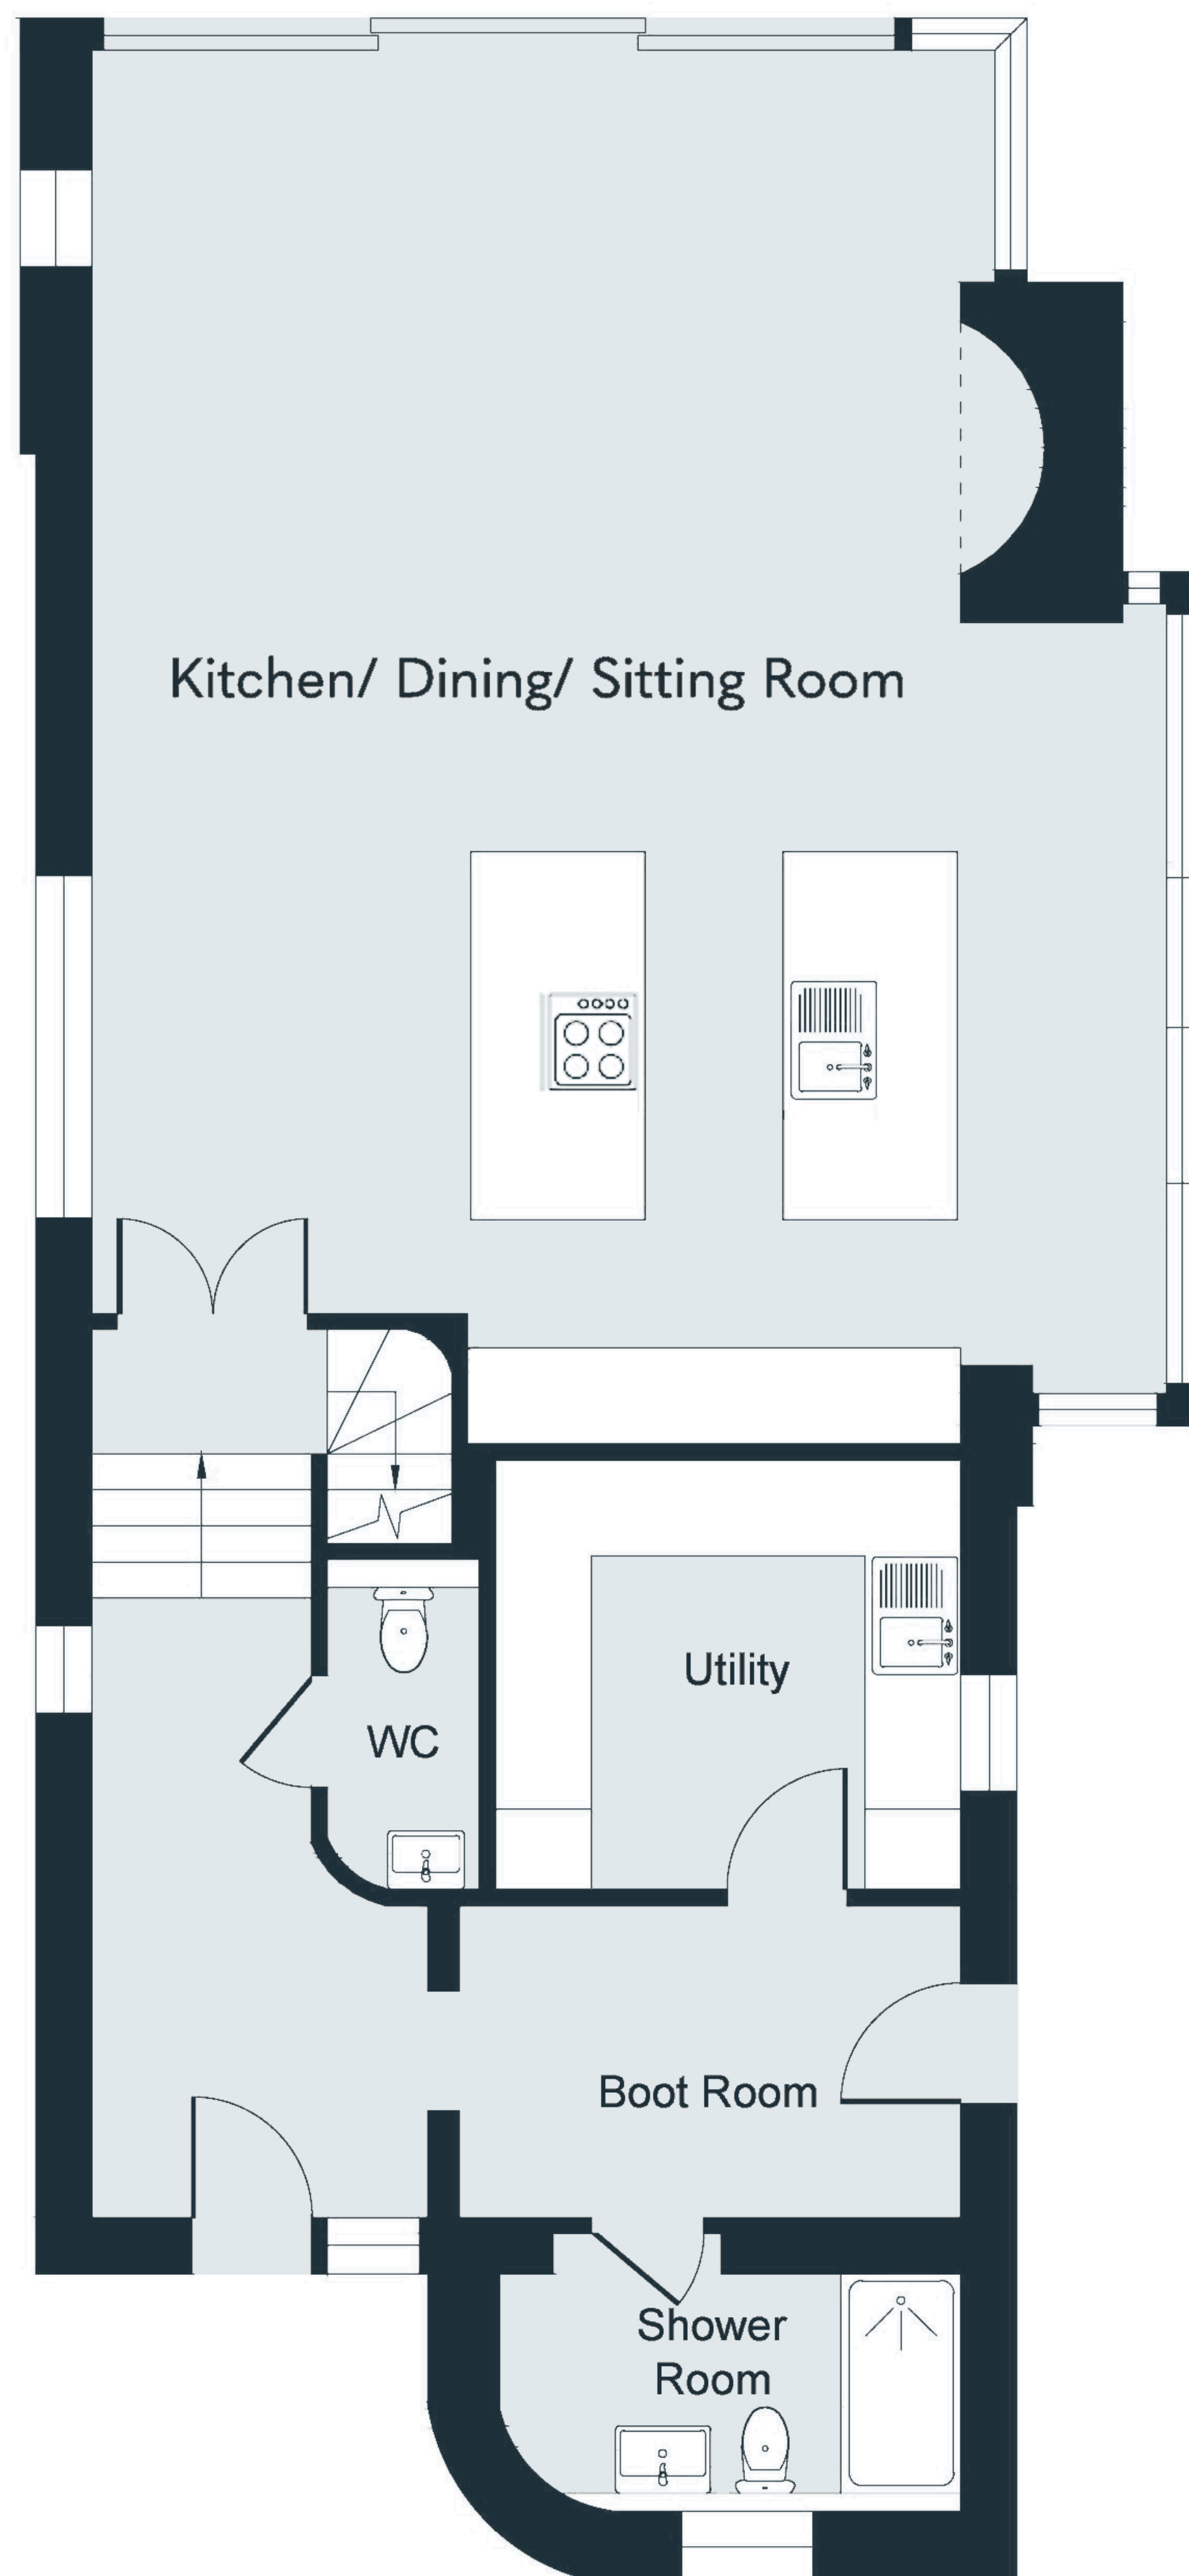 Kitchen/ Dining/ Sitting Room
Utility
WC
Boot Room
Shower
Room